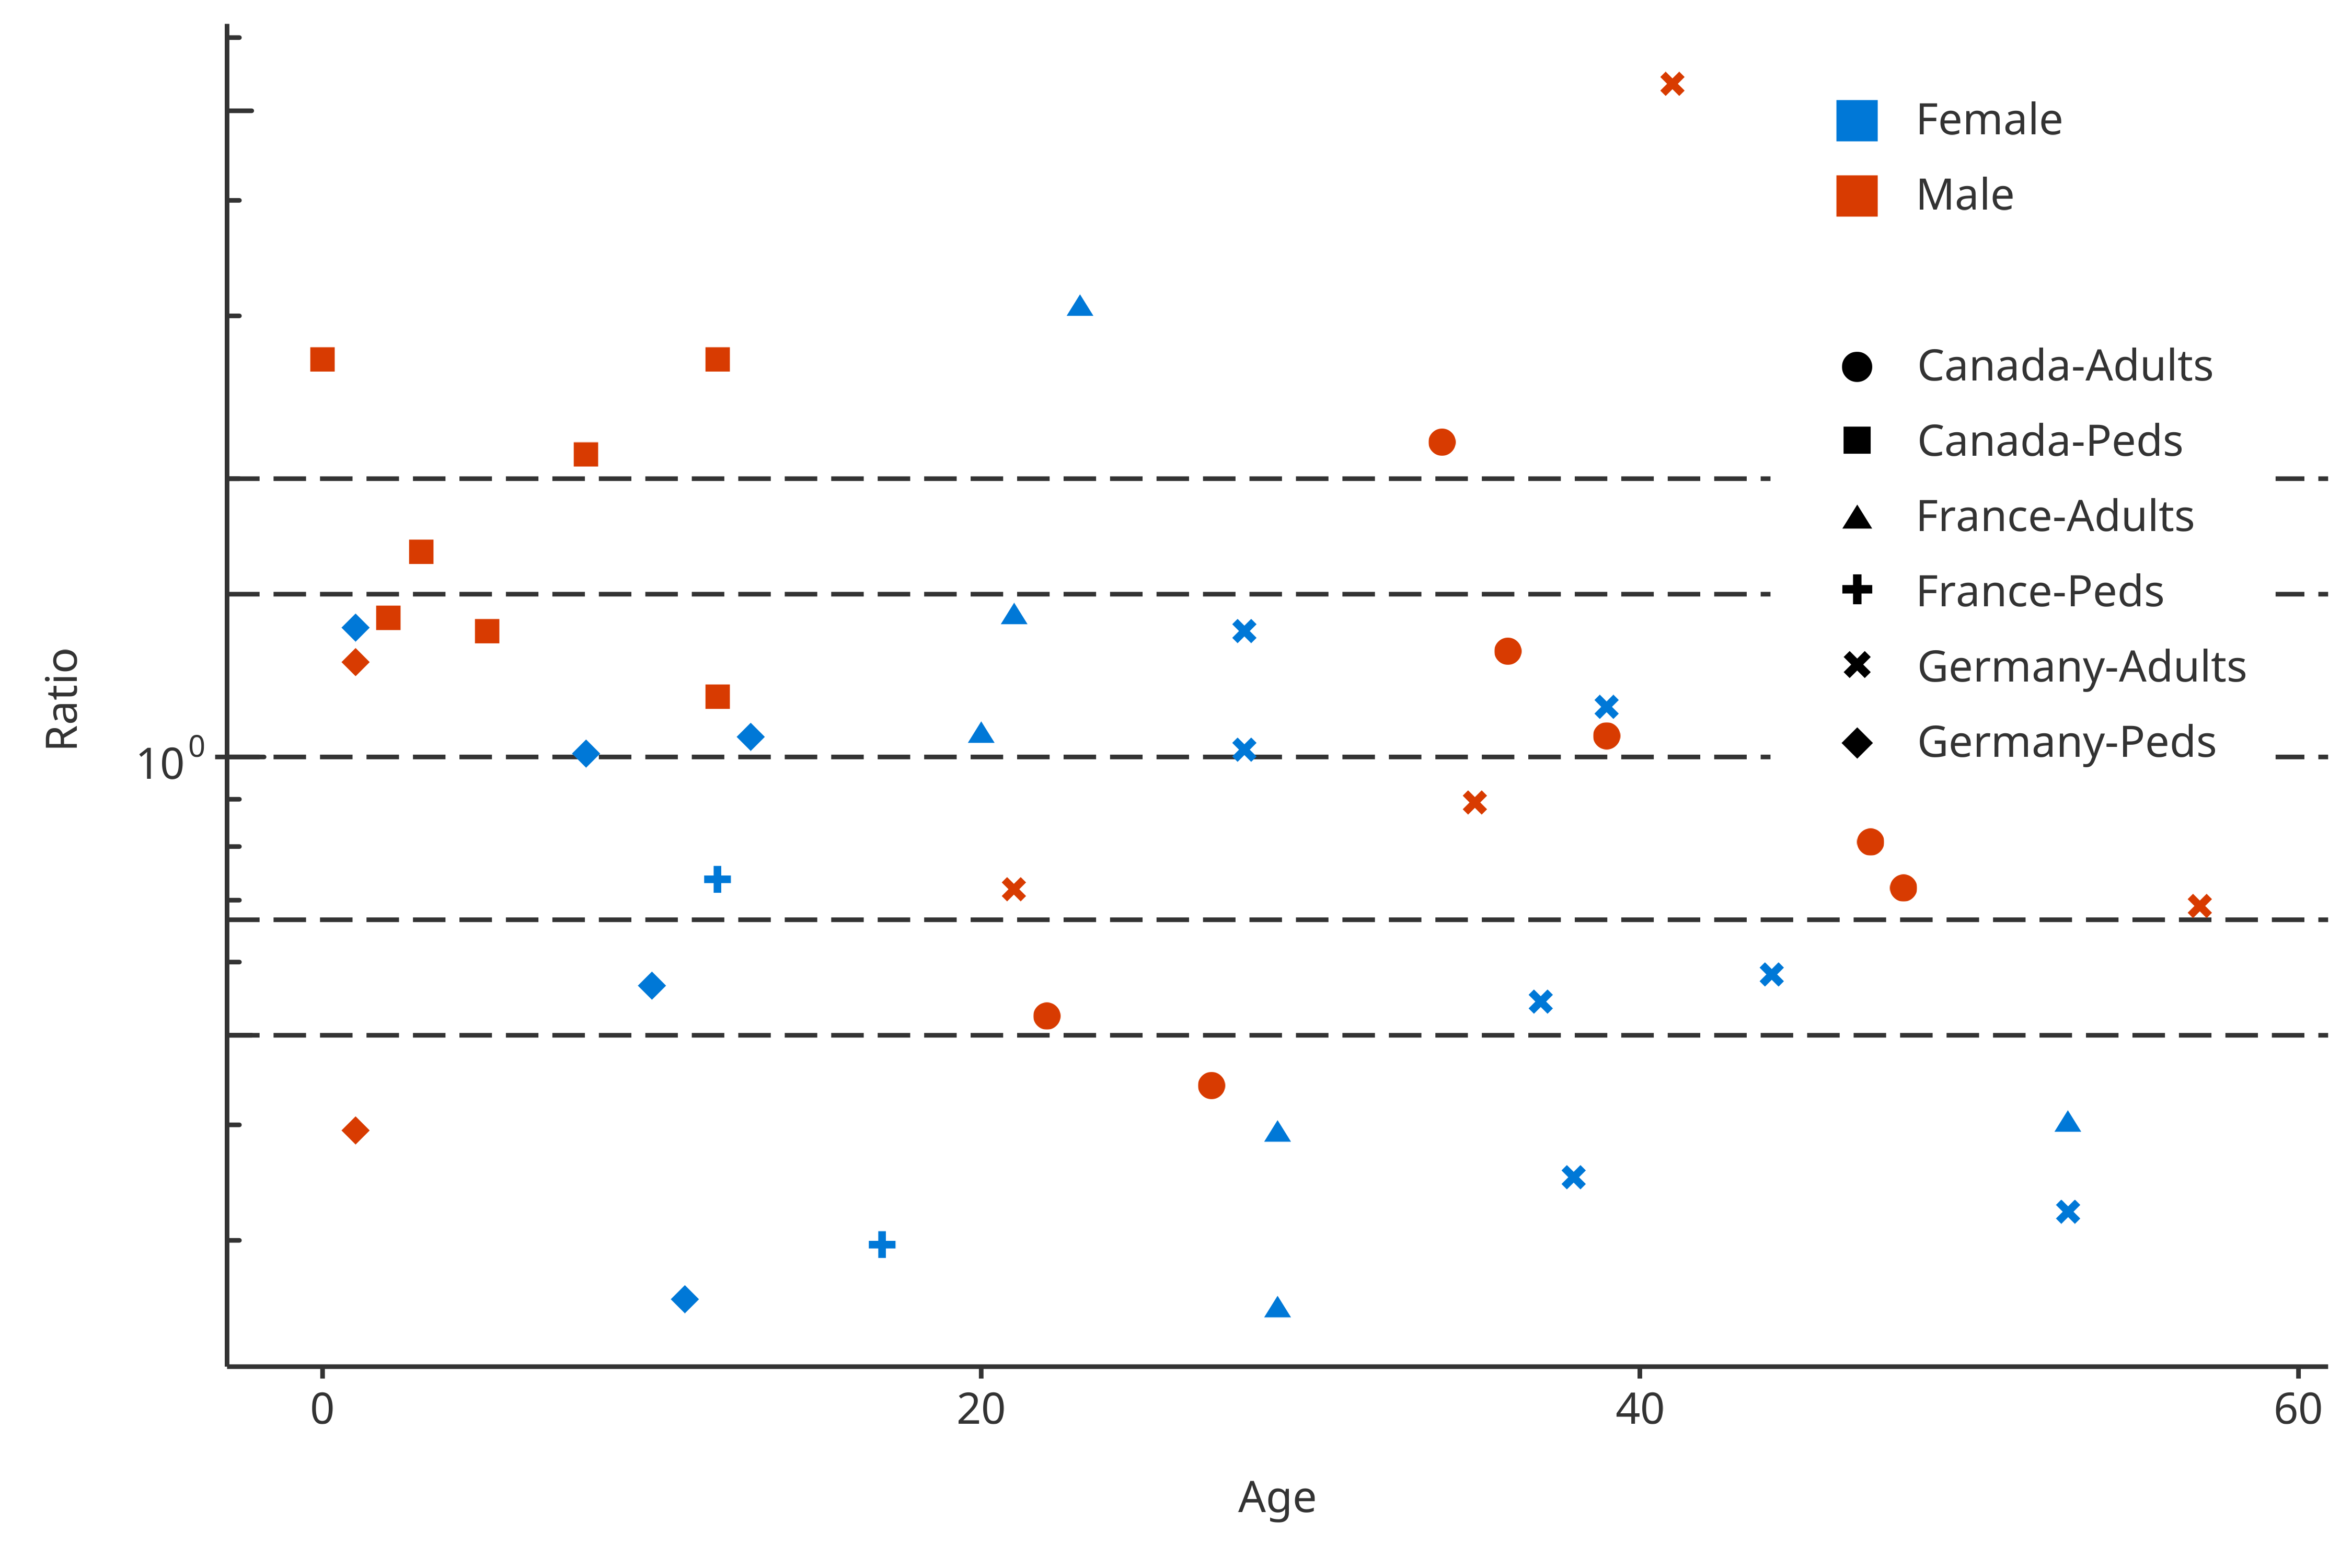 Female
Male
Canada-Adults
Canada-Peds
France-Adults
France-Peds
Germany-Adults
Germany-Peds
Ratio
10⁰
0 20 40 60
Age